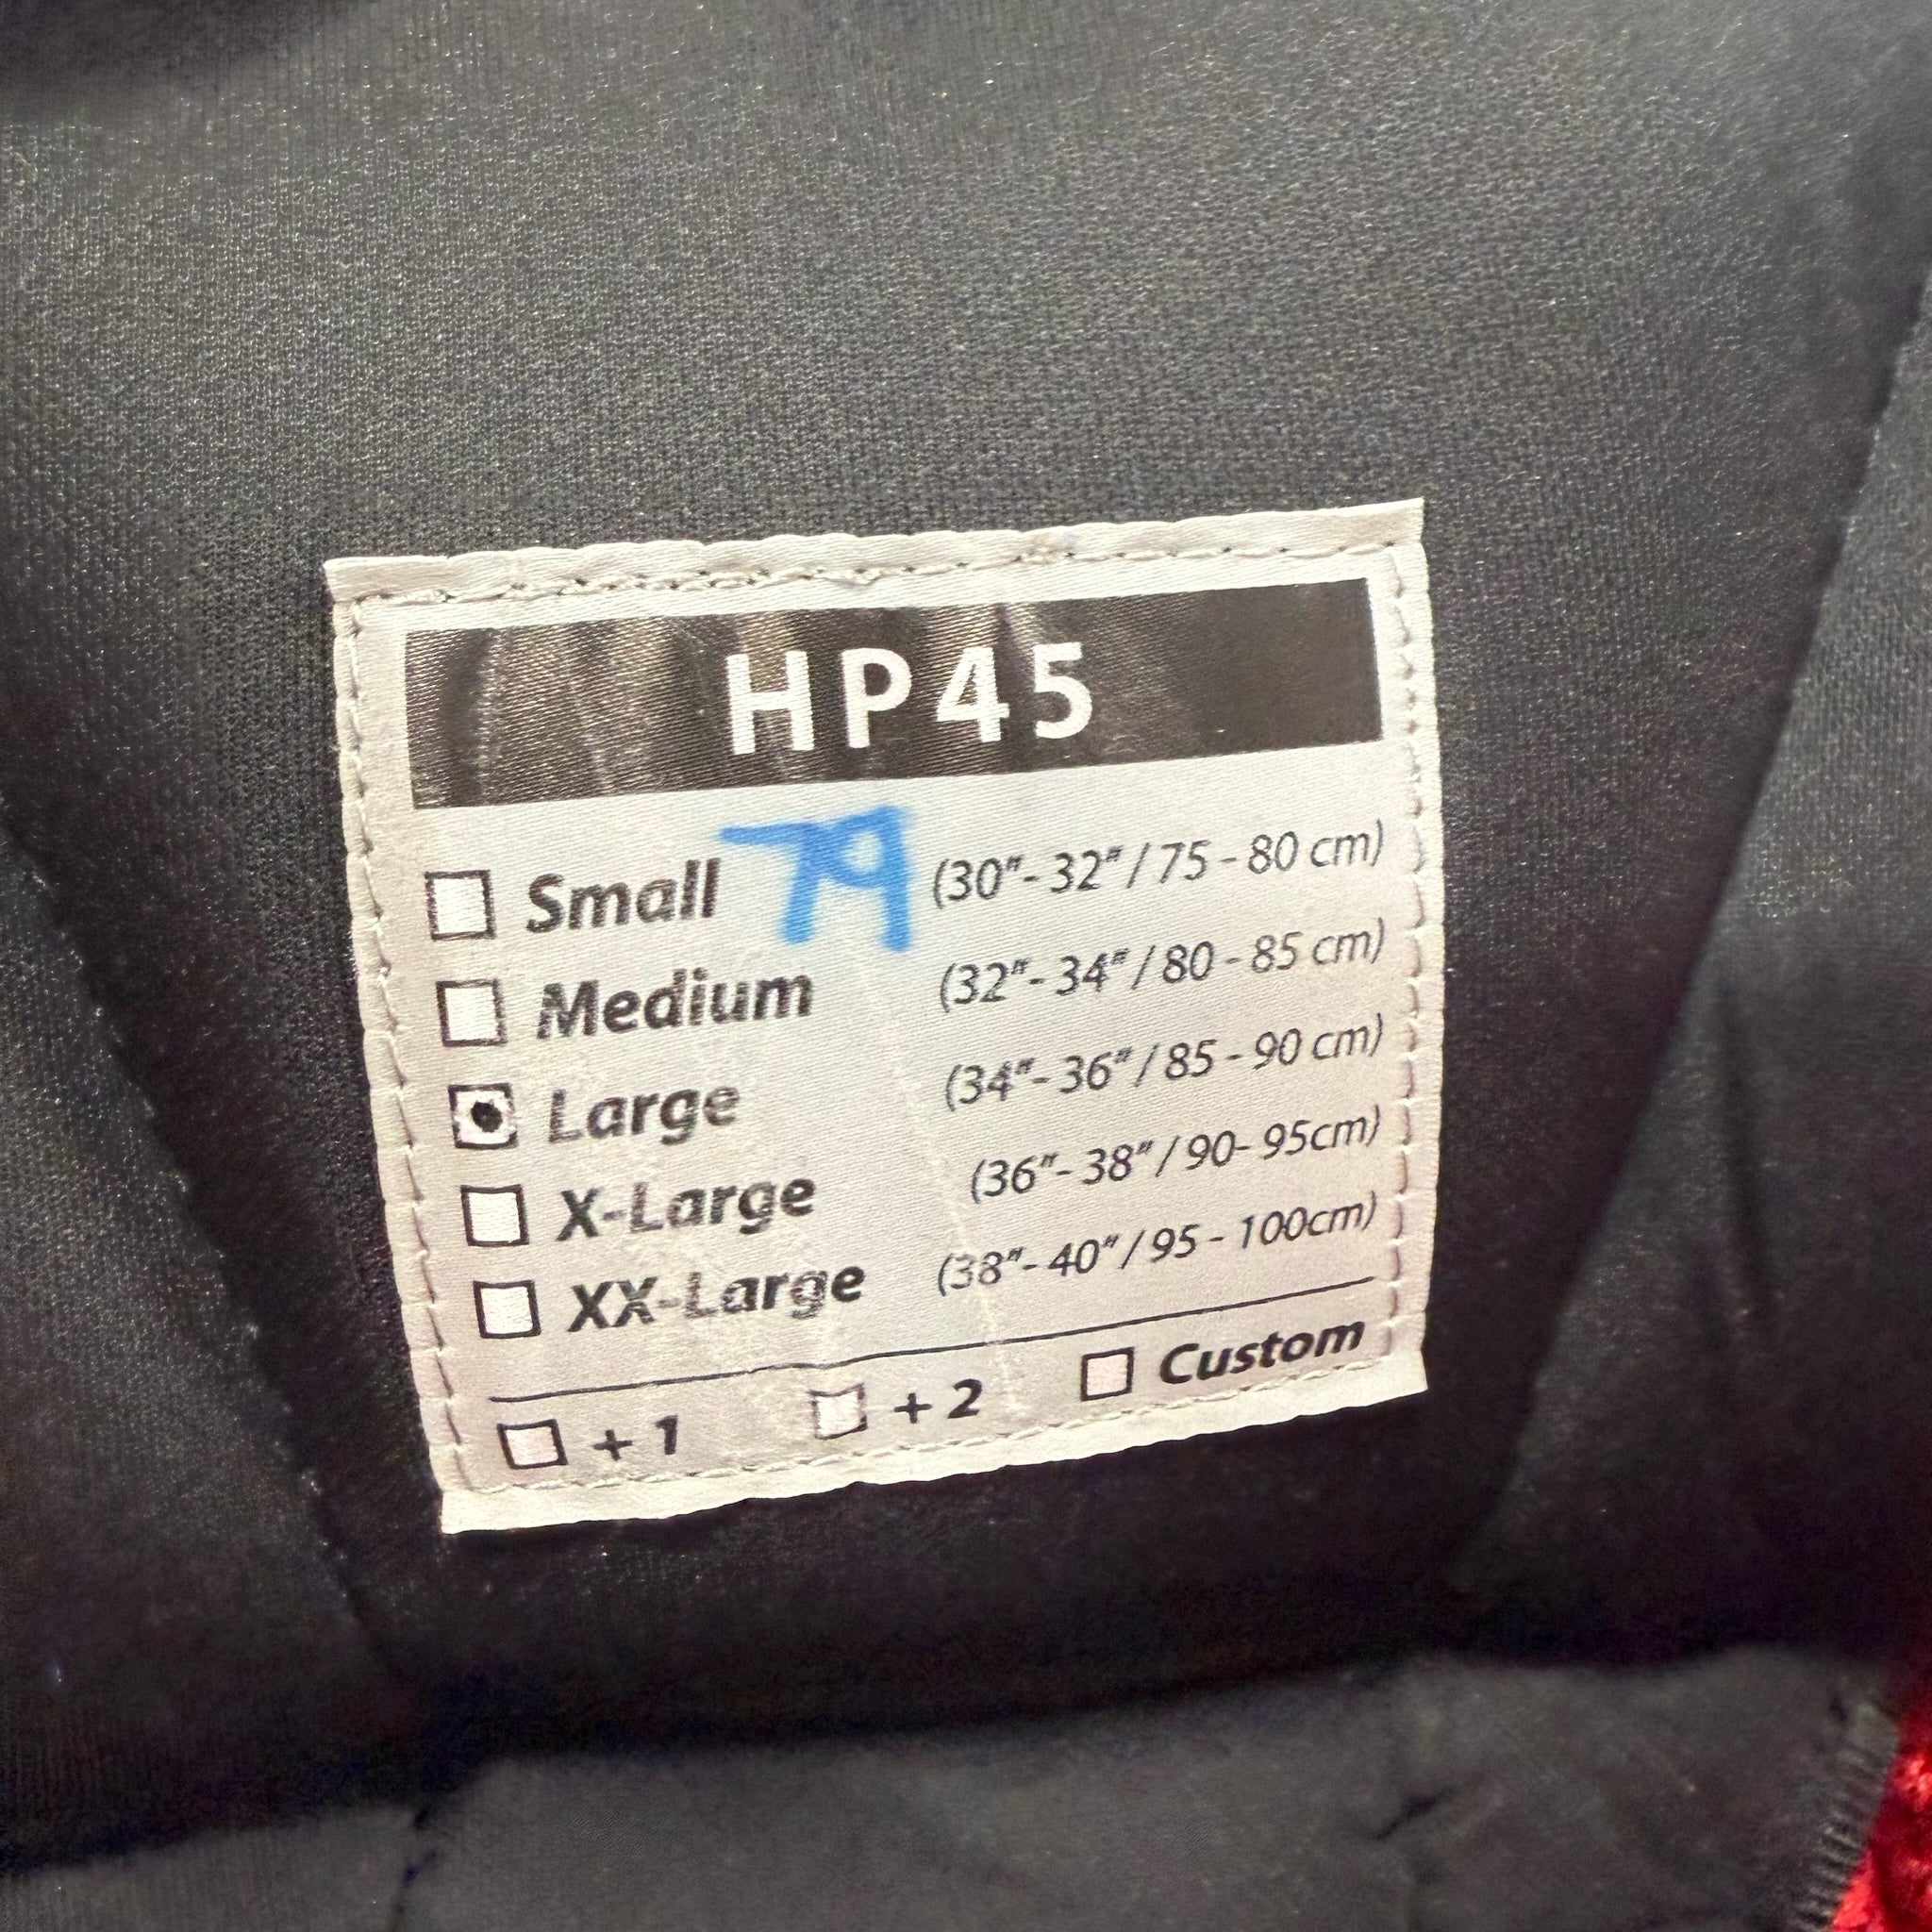 HP45
Small 79 (30"- 32" / 75 - 80 cm)
Medium (32"- 34" / 80 - 85 cm)
Large (34"- 36" / 85 - 90 cm)
X-Large (36"- 38" / 90- 95cm)
XX-Large (38"- 40" / 95 - 100cm)
+ 1 + 2 Custom